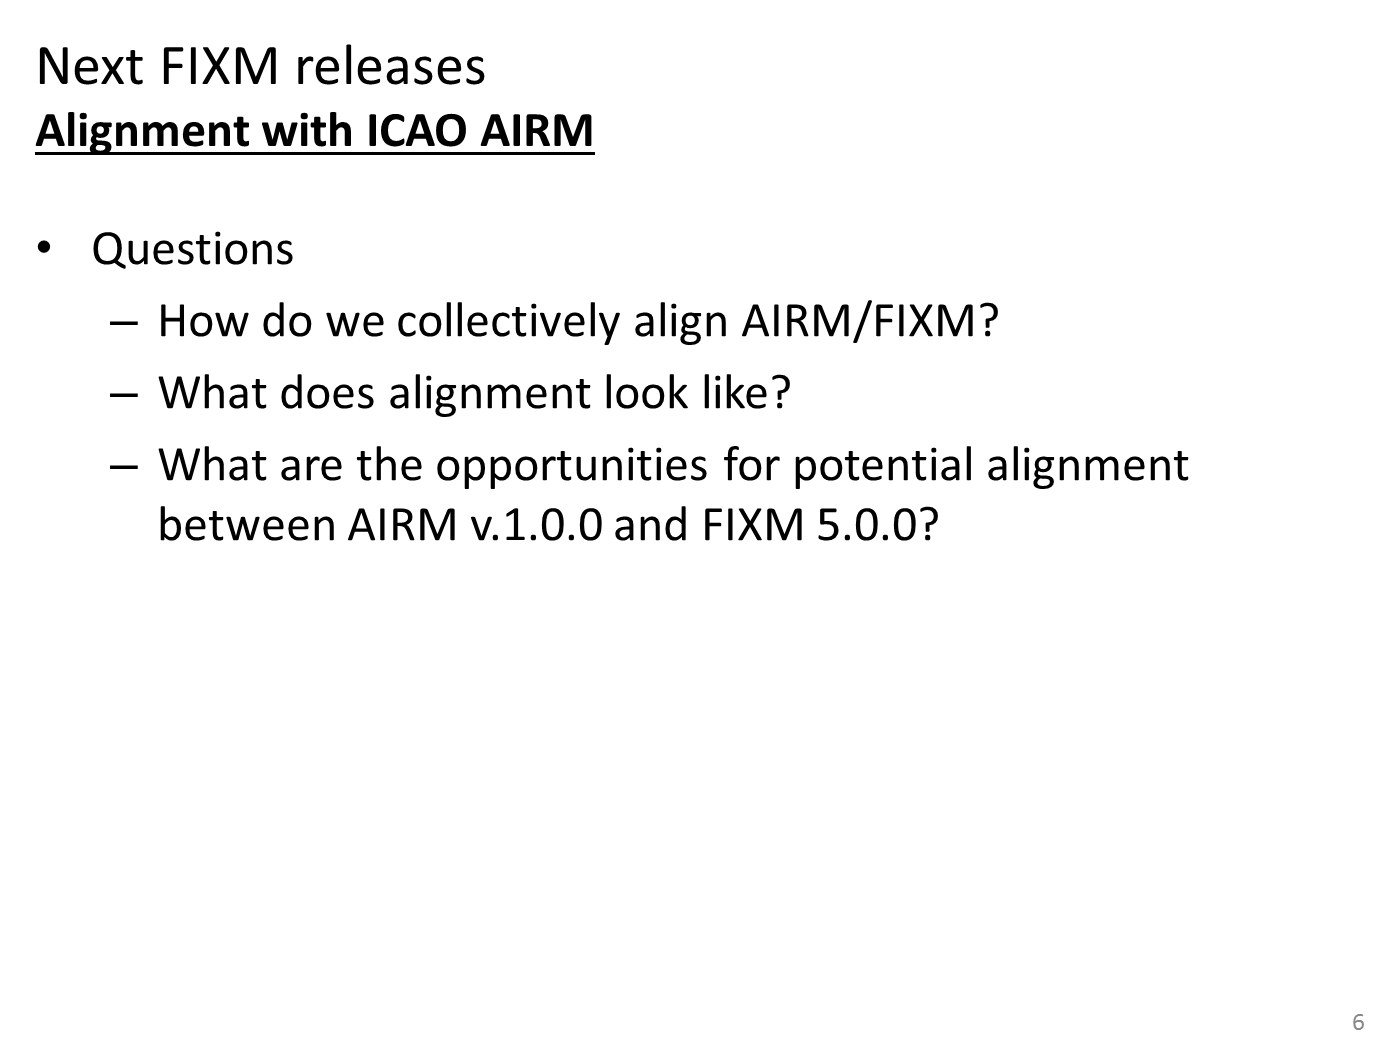 Next FIXM releases
Alignment with ICAO AIRM
• Questions
– How do we collectively align AIRM/FIXM?
– What does alignment look like?
– What are the opportunities for potential alignment
between AIRM v.1.0.0 and FIXM 5.0.0?
6